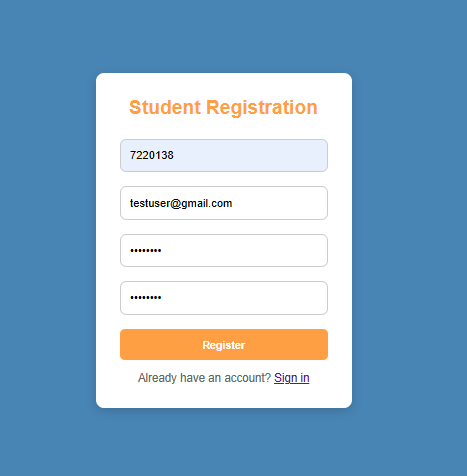 Student Registration
7220138
testuser@gmail.com
••••••••
••••••••
Register
Already have an account? Sign in